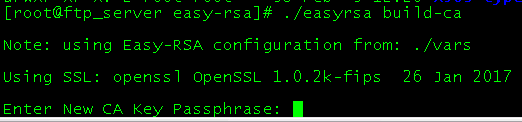 [root@ftp_server easy-rsa]# ./easyrsa build-ca
Note: using Easy-RSA configuration from: ./vars
Using SSL: openssl OpenSSL 1.0.2k-fips  26 Jan 2017
Enter New CA Key Passphrase: